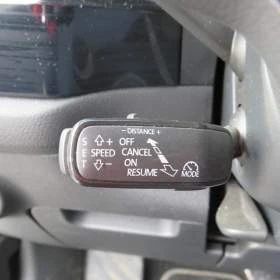 - DISTANCE +
S ⇧+ OFF
E SPEED CANCEL
T ⇩- ON
RESUME
MODE